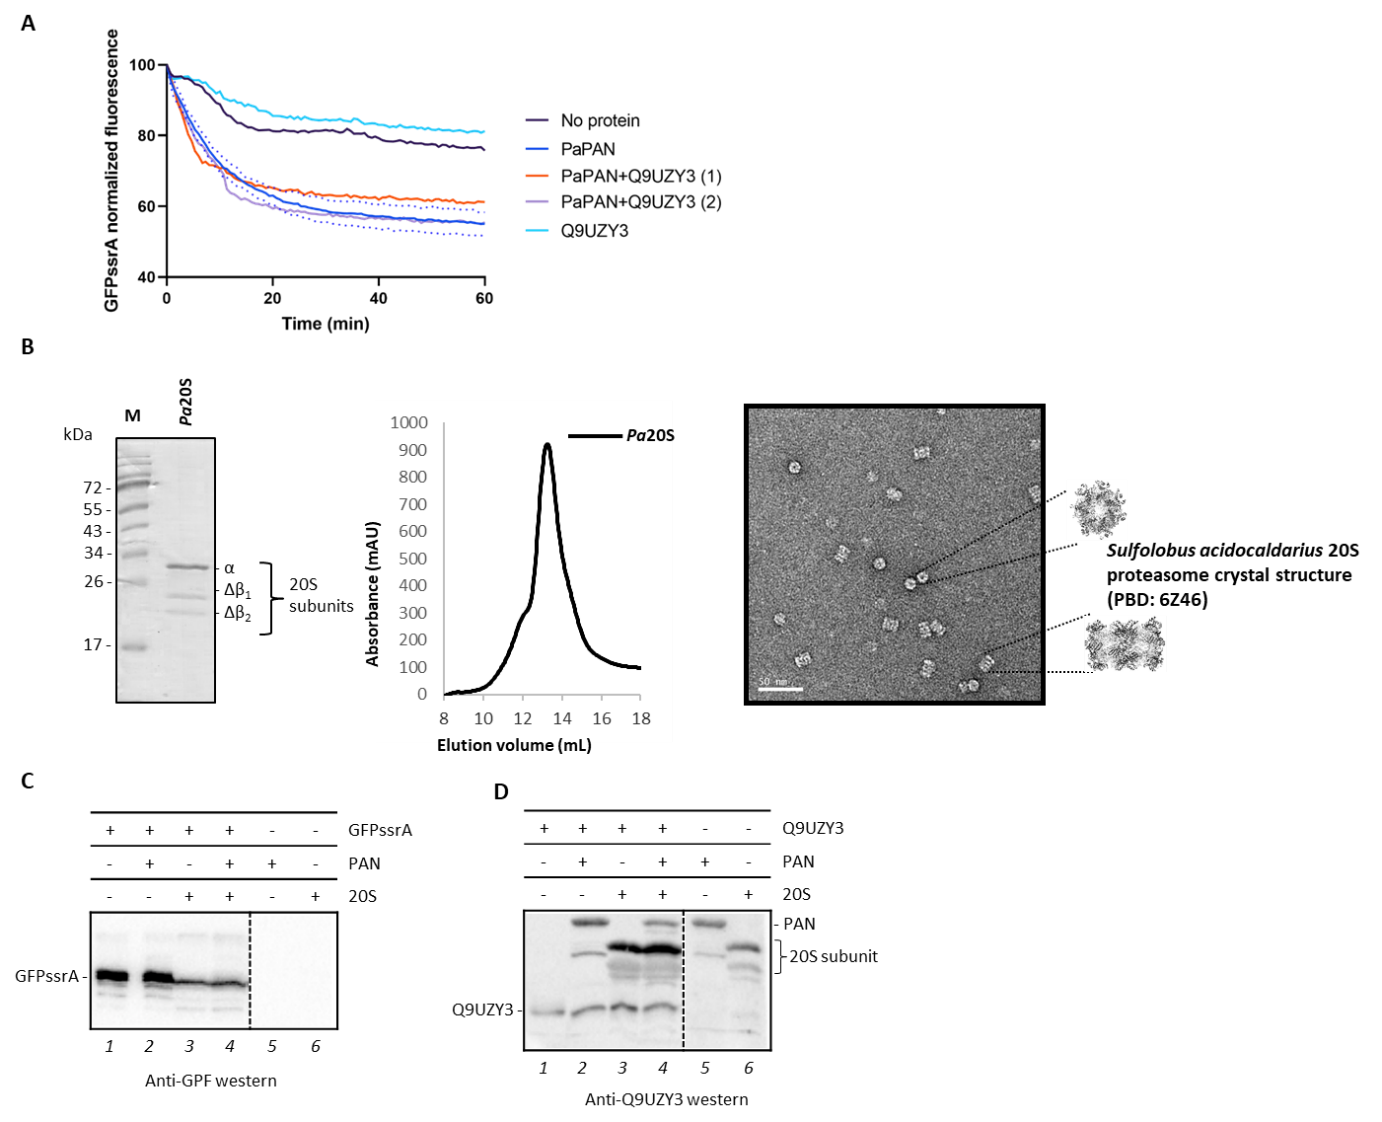 A
GFPssrA normalized fluorescence
100
80
60
40
0 20 40 60
Time (min)
No protein
PaPAN
PaPAN+Q9UZY3 (1)
PaPAN+Q9UZY3 (2)
Q9UZY3
B
kDa
M
Pa20S
72 -
55 -
43 -
34 -
26 -
17 -
- α
- Δβ1
- Δβ2
20S
subunits
Absorbance (mAU)
1000
900
800
700
600
500
400
300
200
100
0
8 10 12 14 16 18
Elution volume (mL)
Pa20S
50 nm
Sulfolobus acidocaldarius 20S
proteasome crystal structure
(PBD: 6Z46)
C
+ + + + - - GFPssrA
- + - + + - PAN
- - + + - + 20S
GFPssrA -
1 2 3 4 5 6
Anti-GPF western
D
+ + + + - - Q9UZY3
- + - + + - PAN
- - + + - + 20S
- PAN
20S subunit
Q9UZY3 -
1 2 3 4 5 6
Anti-Q9UZY3 western